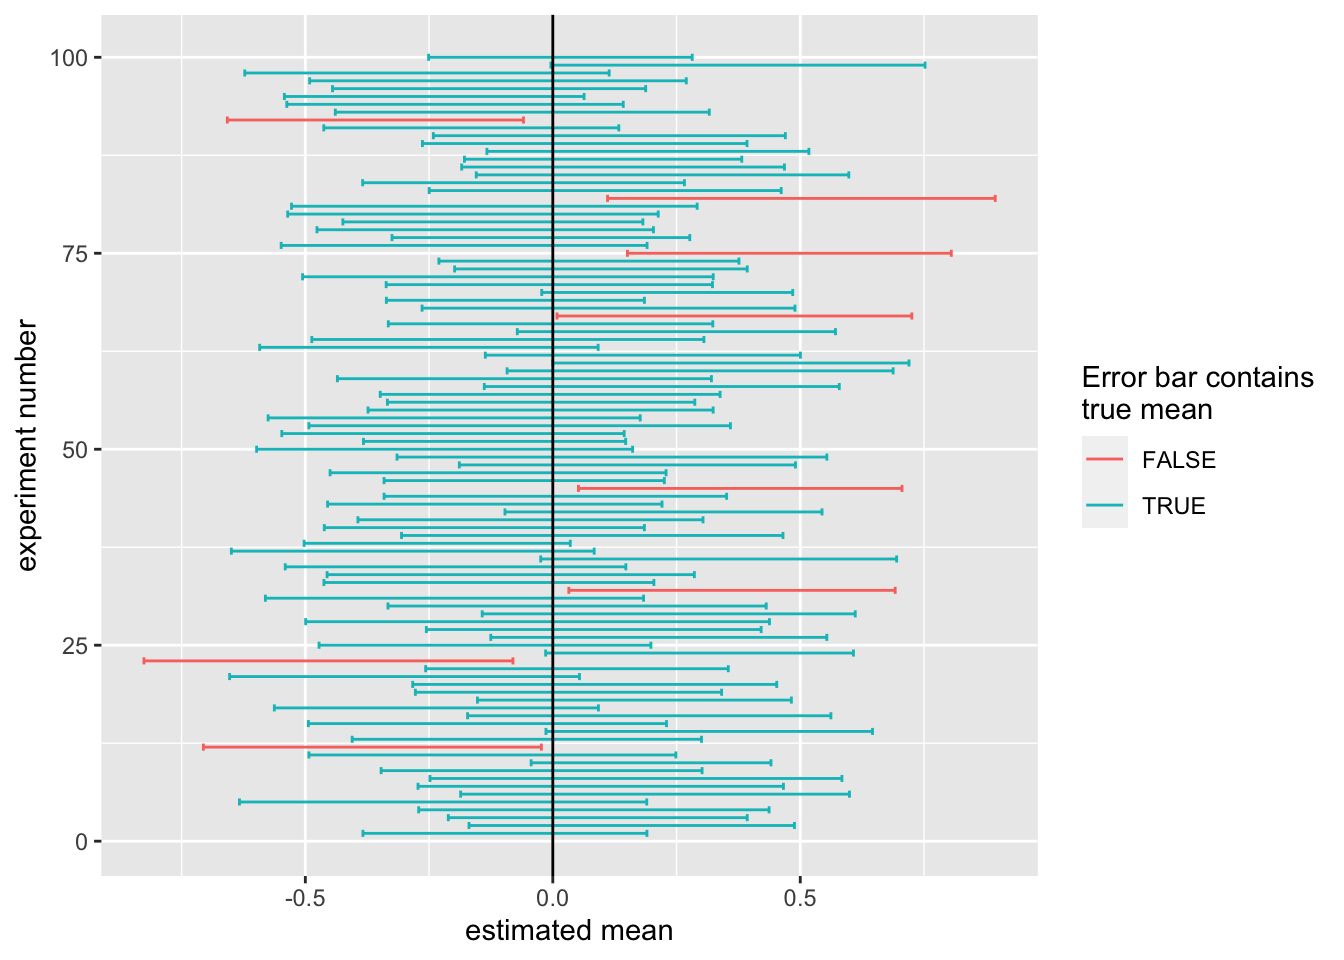 100
75
50
25
0
experiment number
-0.5
0.0
0.5
estimated mean
Error bar contains
true mean
FALSE
TRUE